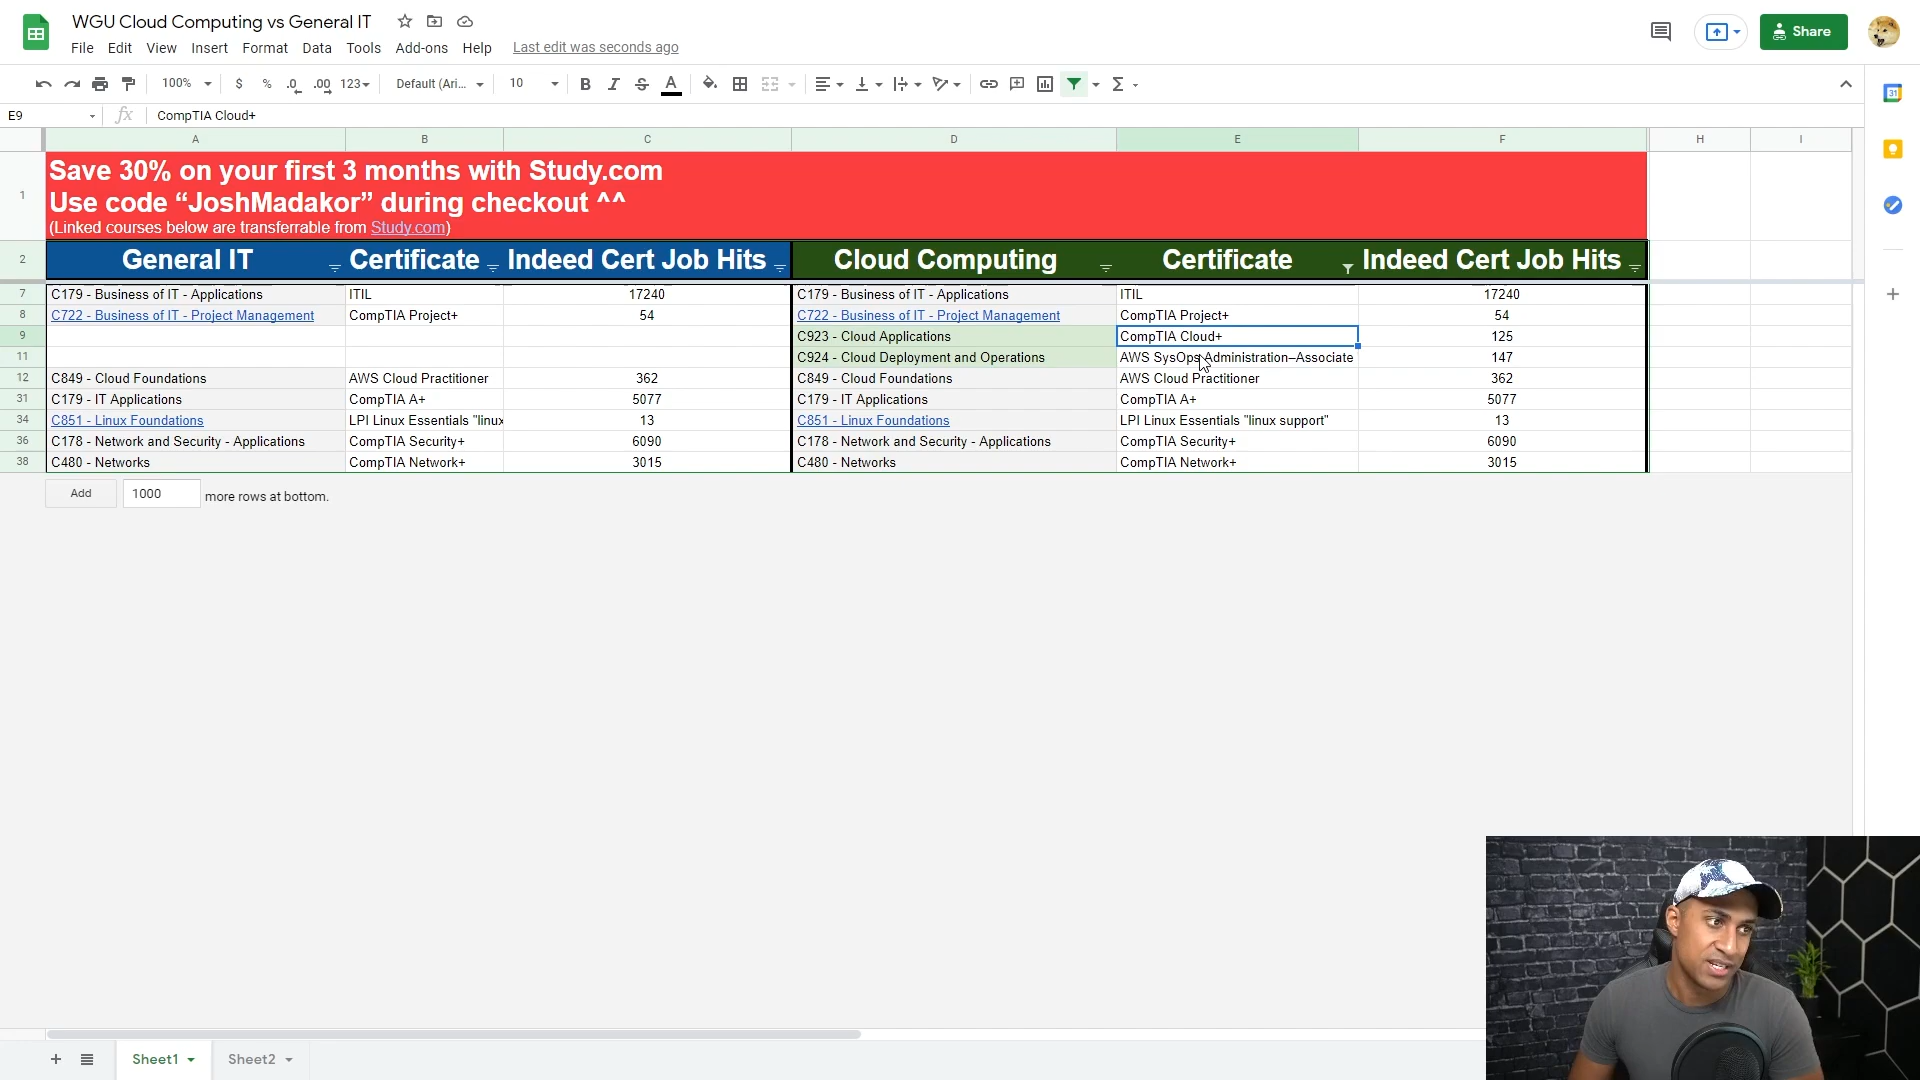 WGU Cloud Computing vs General IT
File Edit View Insert Format Data Tools Add-ons Help Last edit was seconds ago
Share
100% $ % .0 .00 123 Default (Ari... 10 B I S A Σ
31
E9 fx CompTIA Cloud+
A B C D E F H I
1 Save 30% on your first 3 months with Study.com
Use code “JoshMadakor” during checkout ^^
(Linked courses below are transferrable from Study.com)
2 General IT Certificate Indeed Cert Job Hits Cloud Computing Certificate Indeed Cert Job Hits
7 C179 - Business of IT - Applications ITIL 17240 C179 - Business of IT - Applications ITIL 17240
8 C722 - Business of IT - Project Management CompTIA Project+ 54 C722 - Business of IT - Project Management CompTIA Project+ 54
9 C923 - Cloud Applications CompTIA Cloud+ 125
11 C924 - Cloud Deployment and Operations AWS SysOps Administration–Associate 147
12 C849 - Cloud Foundations AWS Cloud Practitioner 362 C849 - Cloud Foundations AWS Cloud Practitioner 362
31 C179 - IT Applications CompTIA A+ 5077 C179 - IT Applications CompTIA A+ 5077
34 C851 - Linux Foundations LPI Linux Essentials "linux 13 C851 - Linux Foundations LPI Linux Essentials "linux support" 13
36 C178 - Network and Security - Applications CompTIA Security+ 6090 C178 - Network and Security - Applications CompTIA Security+ 6090
38 C480 - Networks CompTIA Network+ 3015 C480 - Networks CompTIA Network+ 3015
Add 1000 more rows at bottom.
Sheet1 Sheet2